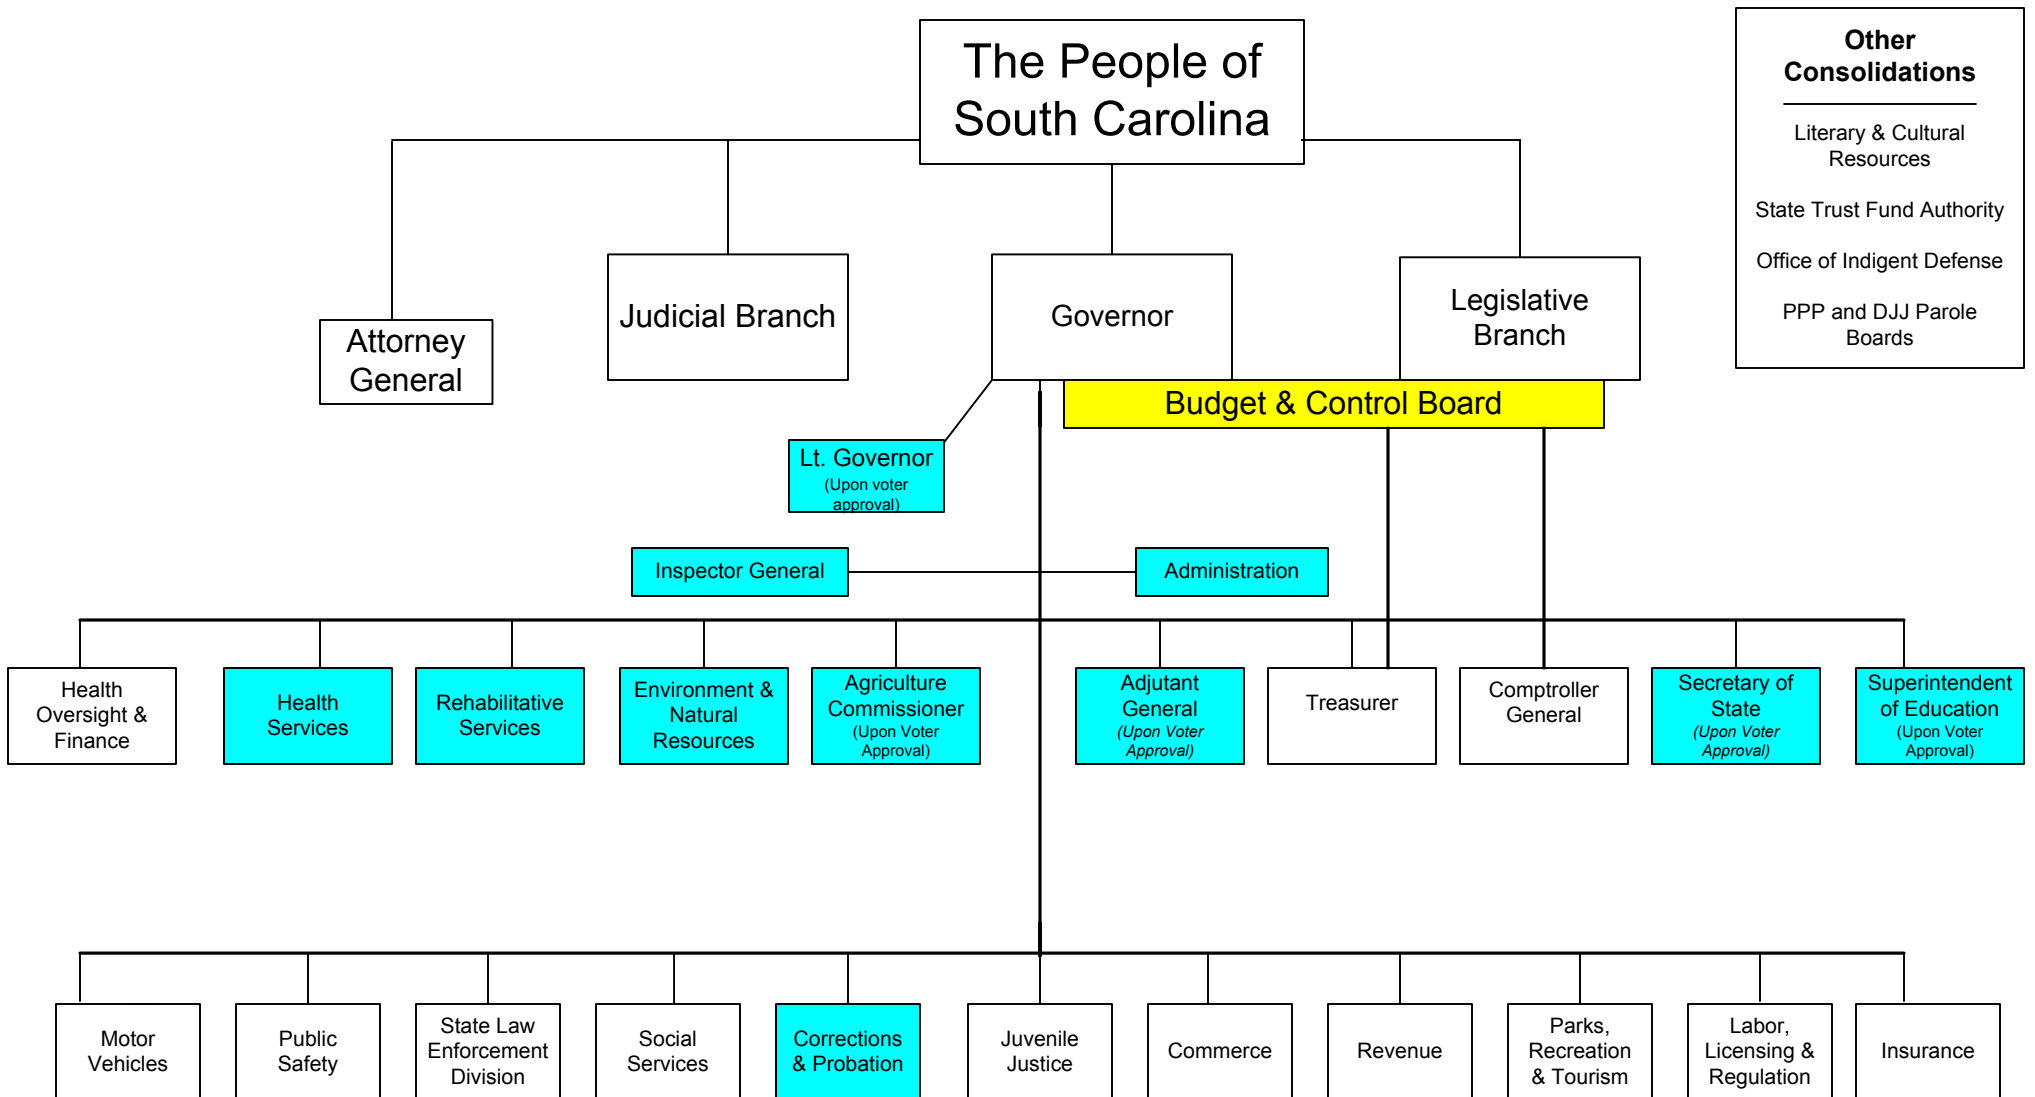 The People of
South Carolina
Other
Consolidations
Literary & Cultural
Resources
State Trust Fund Authority
Office of Indigent Defense
PPP and DJJ Parole
Boards
Attorney
General
Judicial Branch
Governor
Legislative
Branch
Budget & Control Board
Lt. Governor
(Upon voter
approval)
Inspector General
Administration
Health
Oversight &
Finance
Health
Services
Rehabilitative
Services
Environment &
Natural
Resources
Agriculture
Commissioner
(Upon Voter
Approval)
Adjutant
General
(Upon Voter
Approval)
Treasurer
Comptroller
General
Secretary of
State
(Upon Voter
Approval)
Superintendent
of Education
(Upon Voter
Approval)
Motor
Vehicles
Public
Safety
State Law
Enforcement
Division
Social
Services
Corrections
& Probation
Juvenile
Justice
Commerce
Revenue
Parks,
Recreation
& Tourism
Labor,
Licensing &
Regulation
Insurance